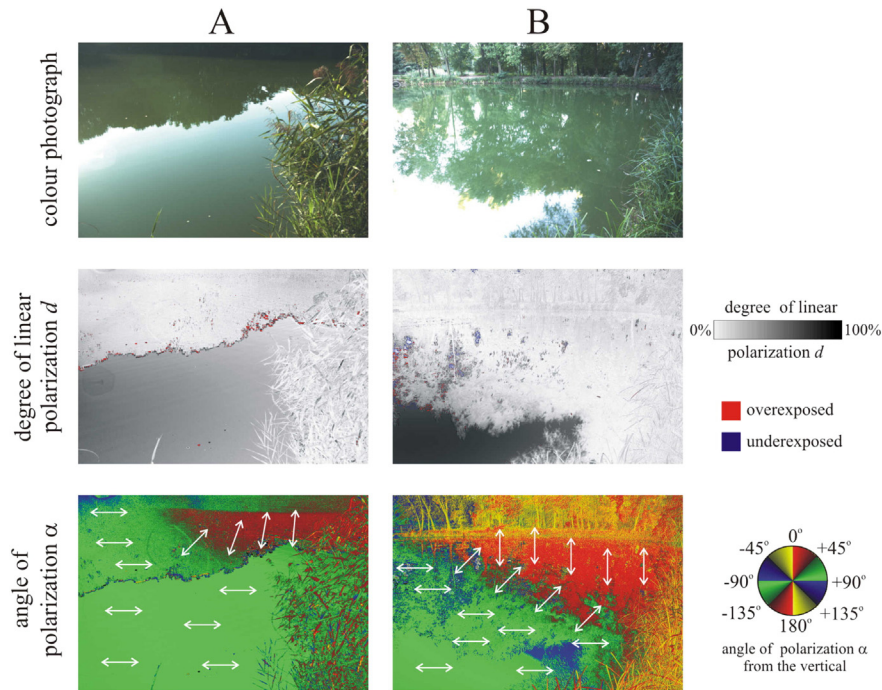 A
B
colour photograph
degree of linear
polarization d
degree of linear
0%
100%
polarization d
overexposed
underexposed
angle of
polarization α
0°
-45°
+45°
-90°
+90°
-135°
+135°
180°
angle of polarization α
from the vertical